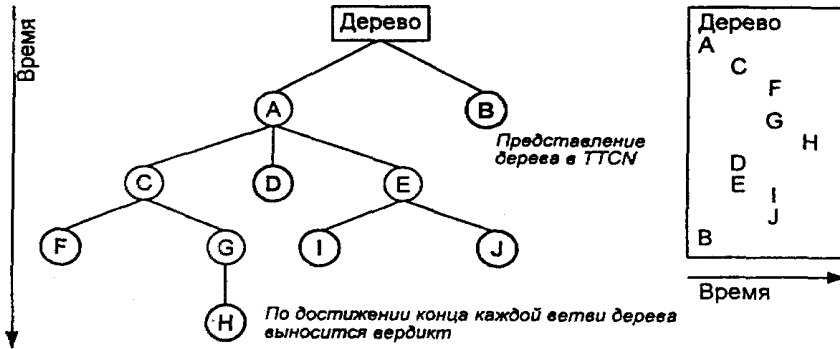 Время
Дерево
A
B
Представление
дерева в TTCN
C
D
E
F
G
I
J
H
По достижении конца каждой ветви дерева
выносится вердикт
Дерево
A
C
F
G
H
D
E
I
J
B
Время